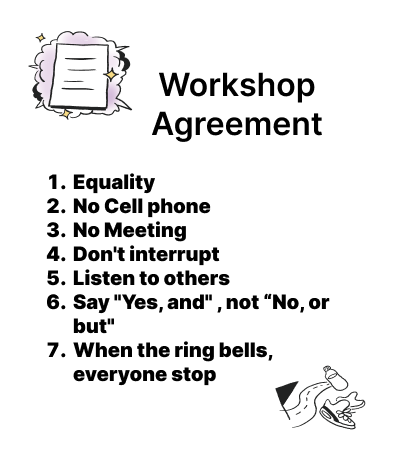 Workshop
Agreement
1. Equality
2. No Cell phone
3. No Meeting
4. Don't interrupt
5. Listen to others
6. Say "Yes, and" , not “No, or
but"
7. When the ring bells,
everyone stop